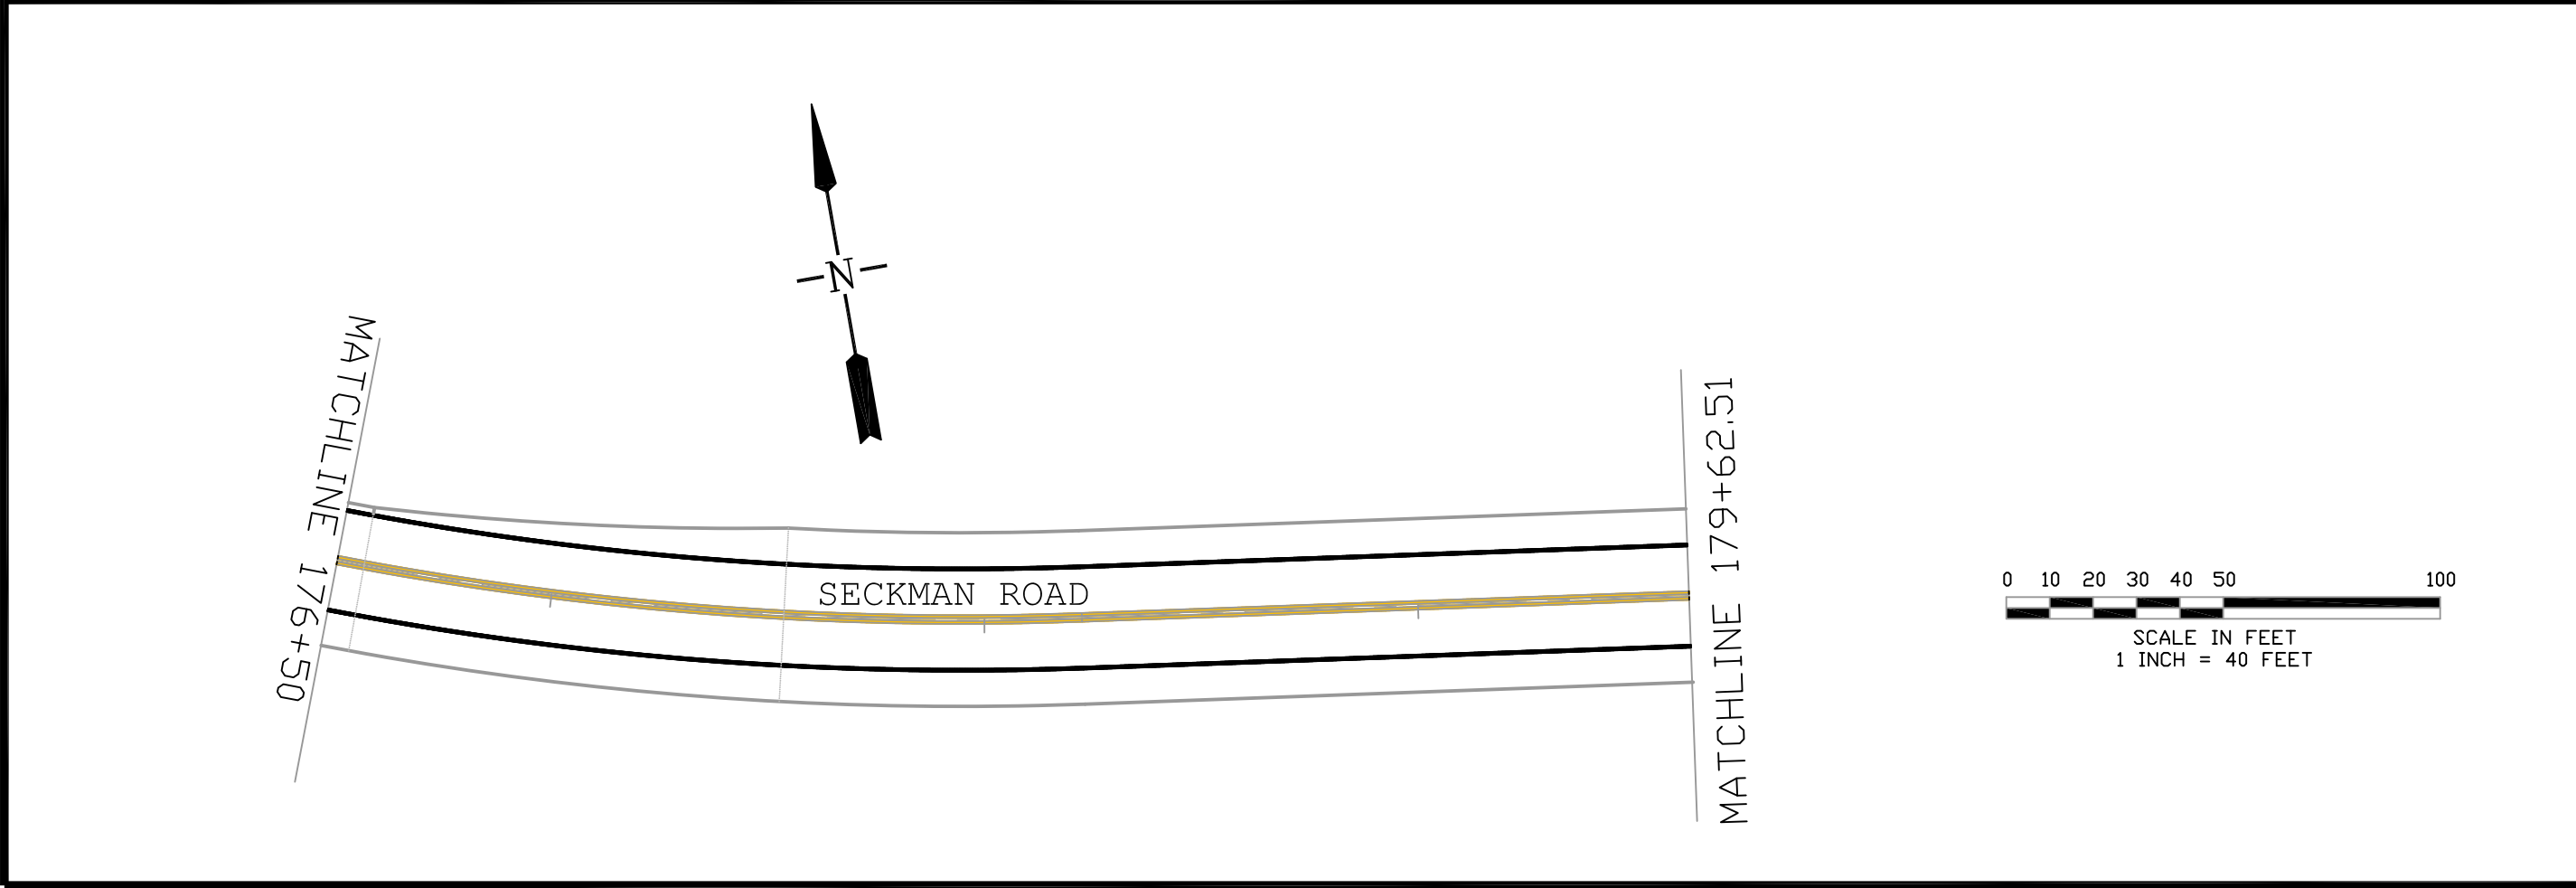 N
MATCHLINE 176+50
SECKMAN ROAD
MATCHLINE 179+62.51
0 10 20 30 40 50 100
SCALE IN FEET
1 INCH = 40 FEET